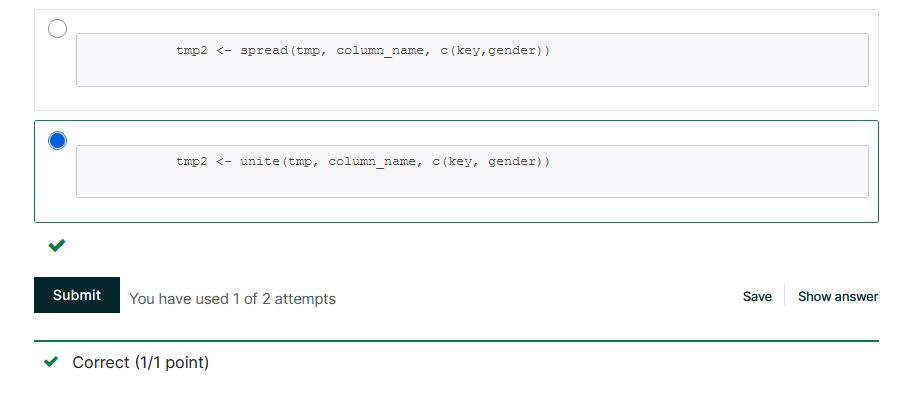 tmp2 <- spread(tmp, column_name, c(key,gender))
tmp2 <- unite(tmp, column_name, c(key, gender))
Submit You have used 1 of 2 attempts Save Show answer
Correct (1/1 point)